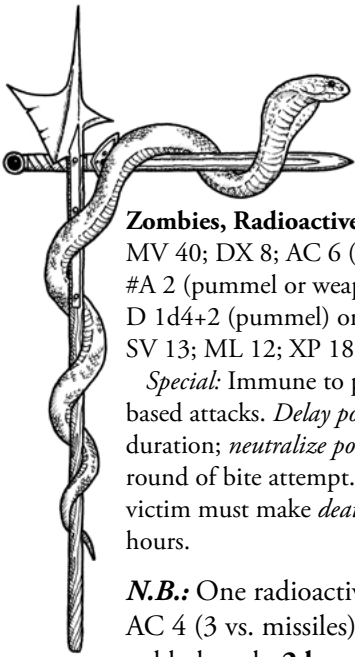 Zombies, Radioactive
MV 40; DX 8; AC 6 (
#A 2 (pummel or weap
D 1d4+2 (pummel) or
SV 13; ML 12; XP 18
Special: Immune to p
based attacks. Delay po
duration; neutralize po
round of bite attempt.
victim must make dea
hours.
N.B.: One radioactiv
AC 4 (3 vs. missiles)